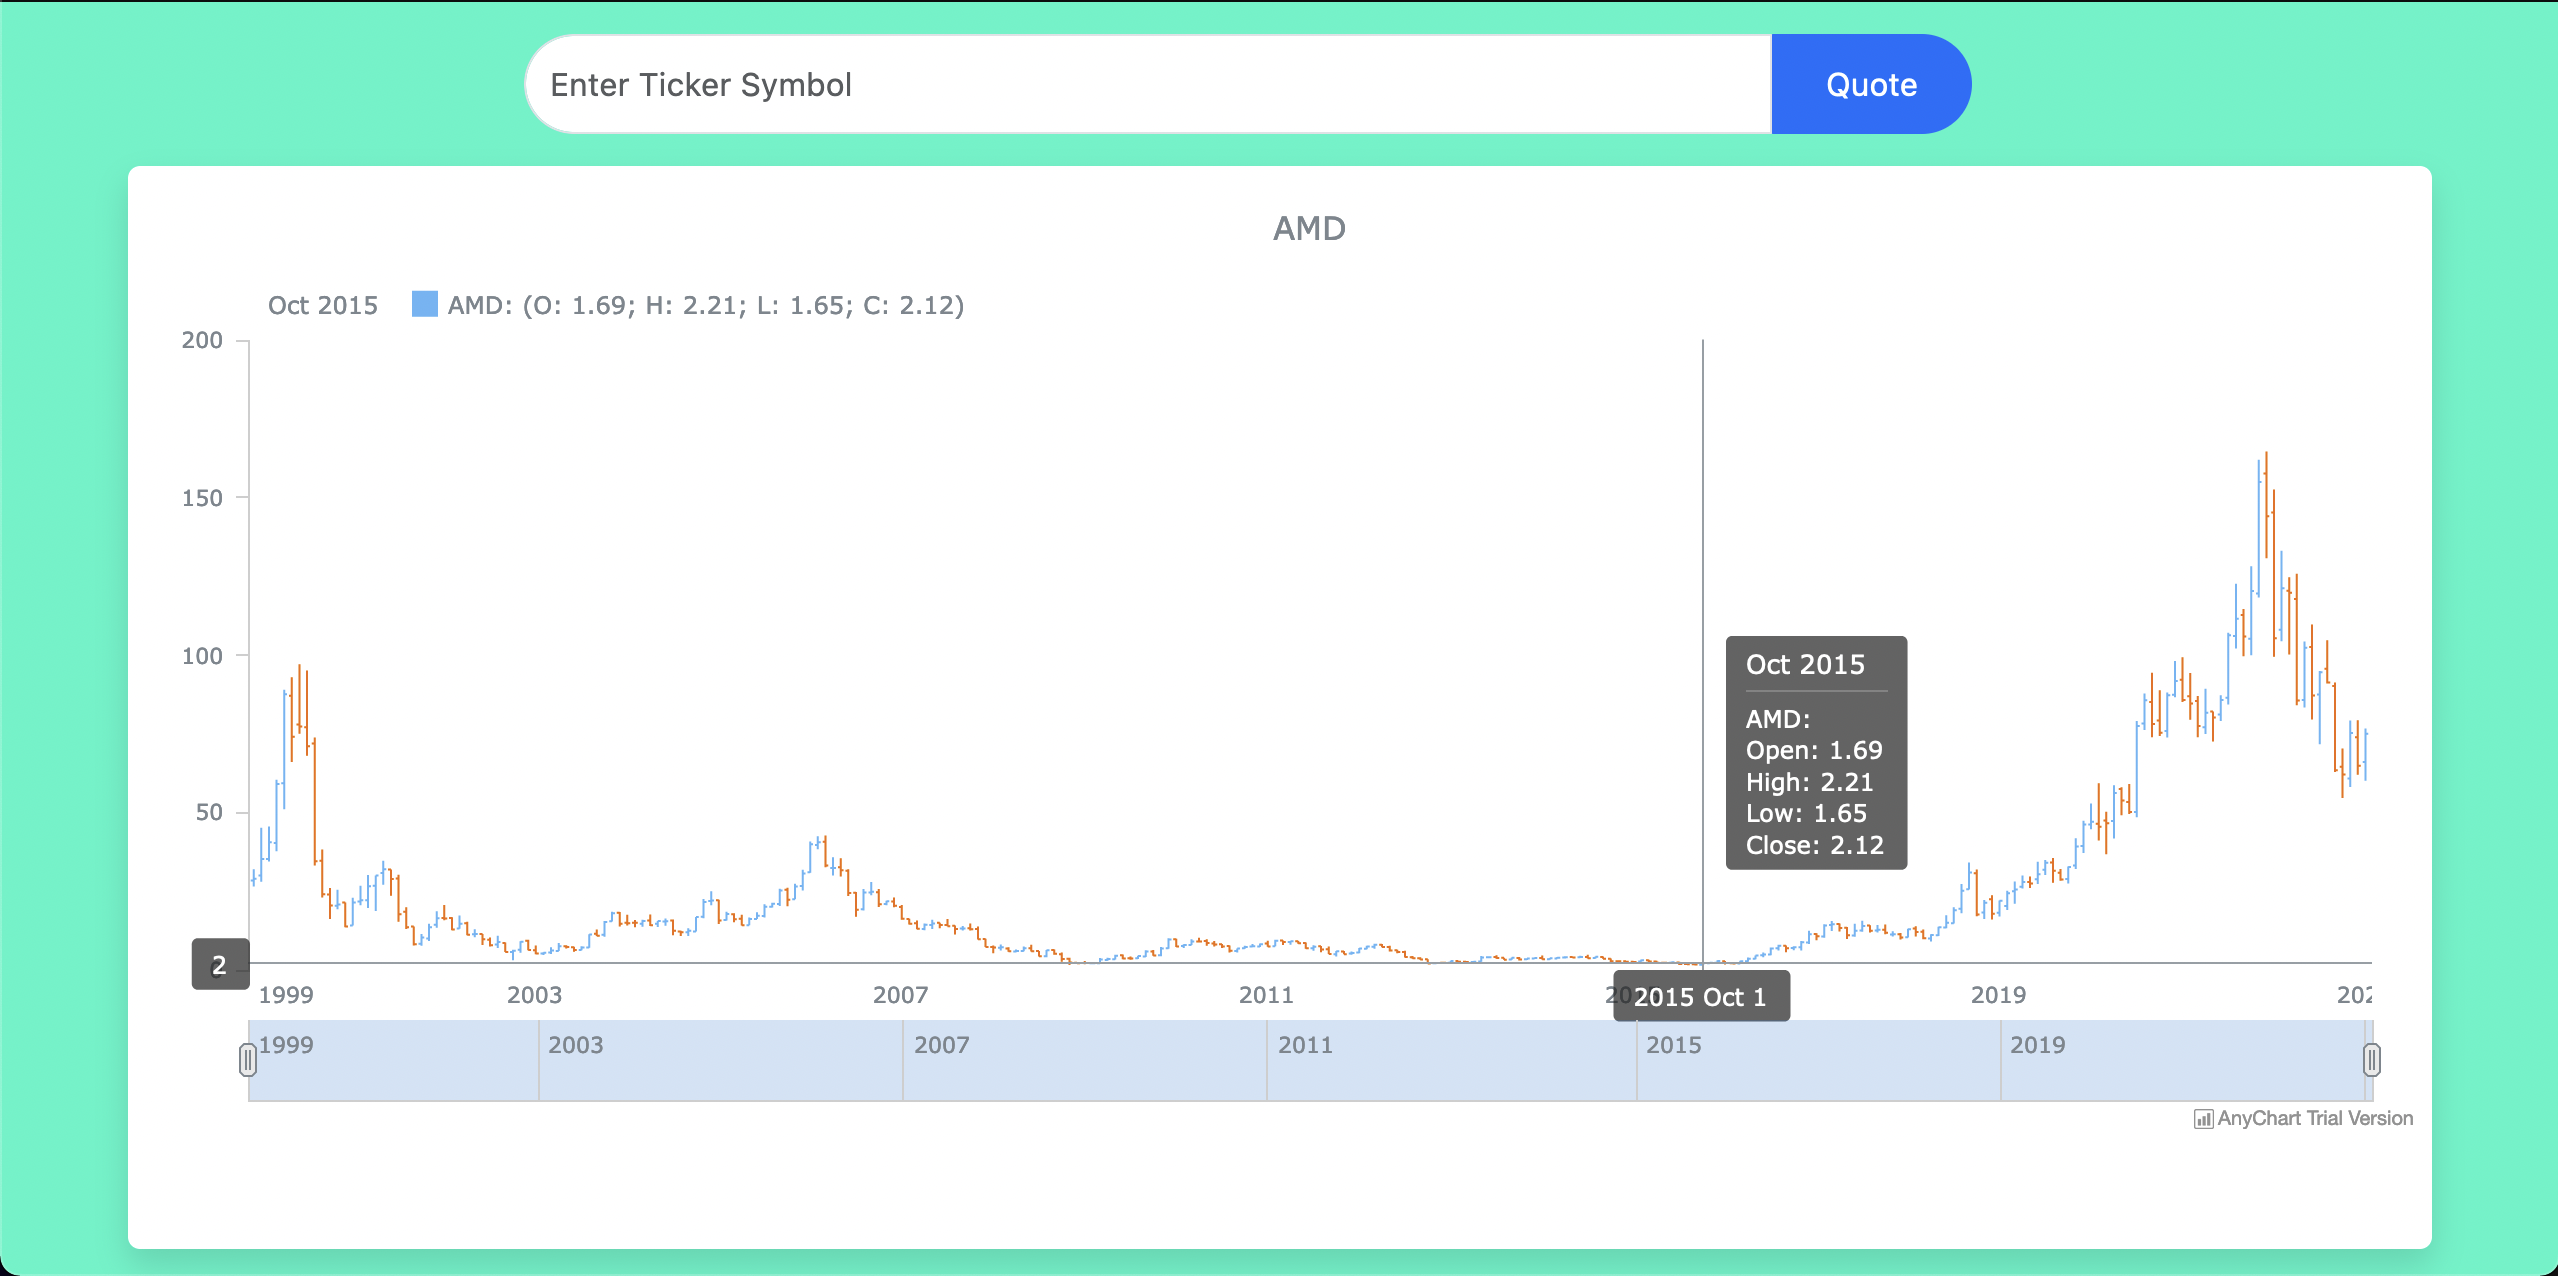 Enter Ticker Symbol
Quote
AMD
Oct 2015 AMD: (O: 1.69; H: 2.21; L: 1.65; C: 2.12)
200
150
100
50
2
Oct 2015
AMD:
Open: 1.69
High: 2.21
Low: 1.65
Close: 2.12
1999 2003 2007 2011 2015 Oct 1 2019 202
1999 2003 2007 2011 2015 2019
AnyChart Trial Version